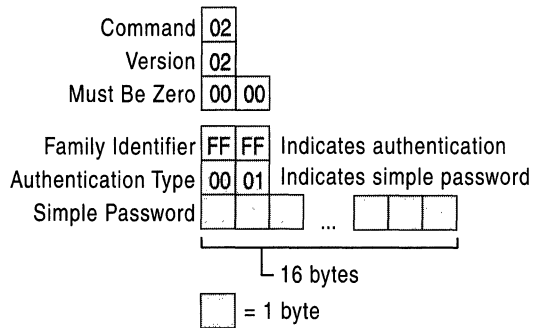 Command 02
Version 02
Must Be Zero 00 00
Family Identifier FF FF Indicates authentication
Authentication Type 00 01 Indicates simple password
Simple Password ...
16 bytes
= 1 byte